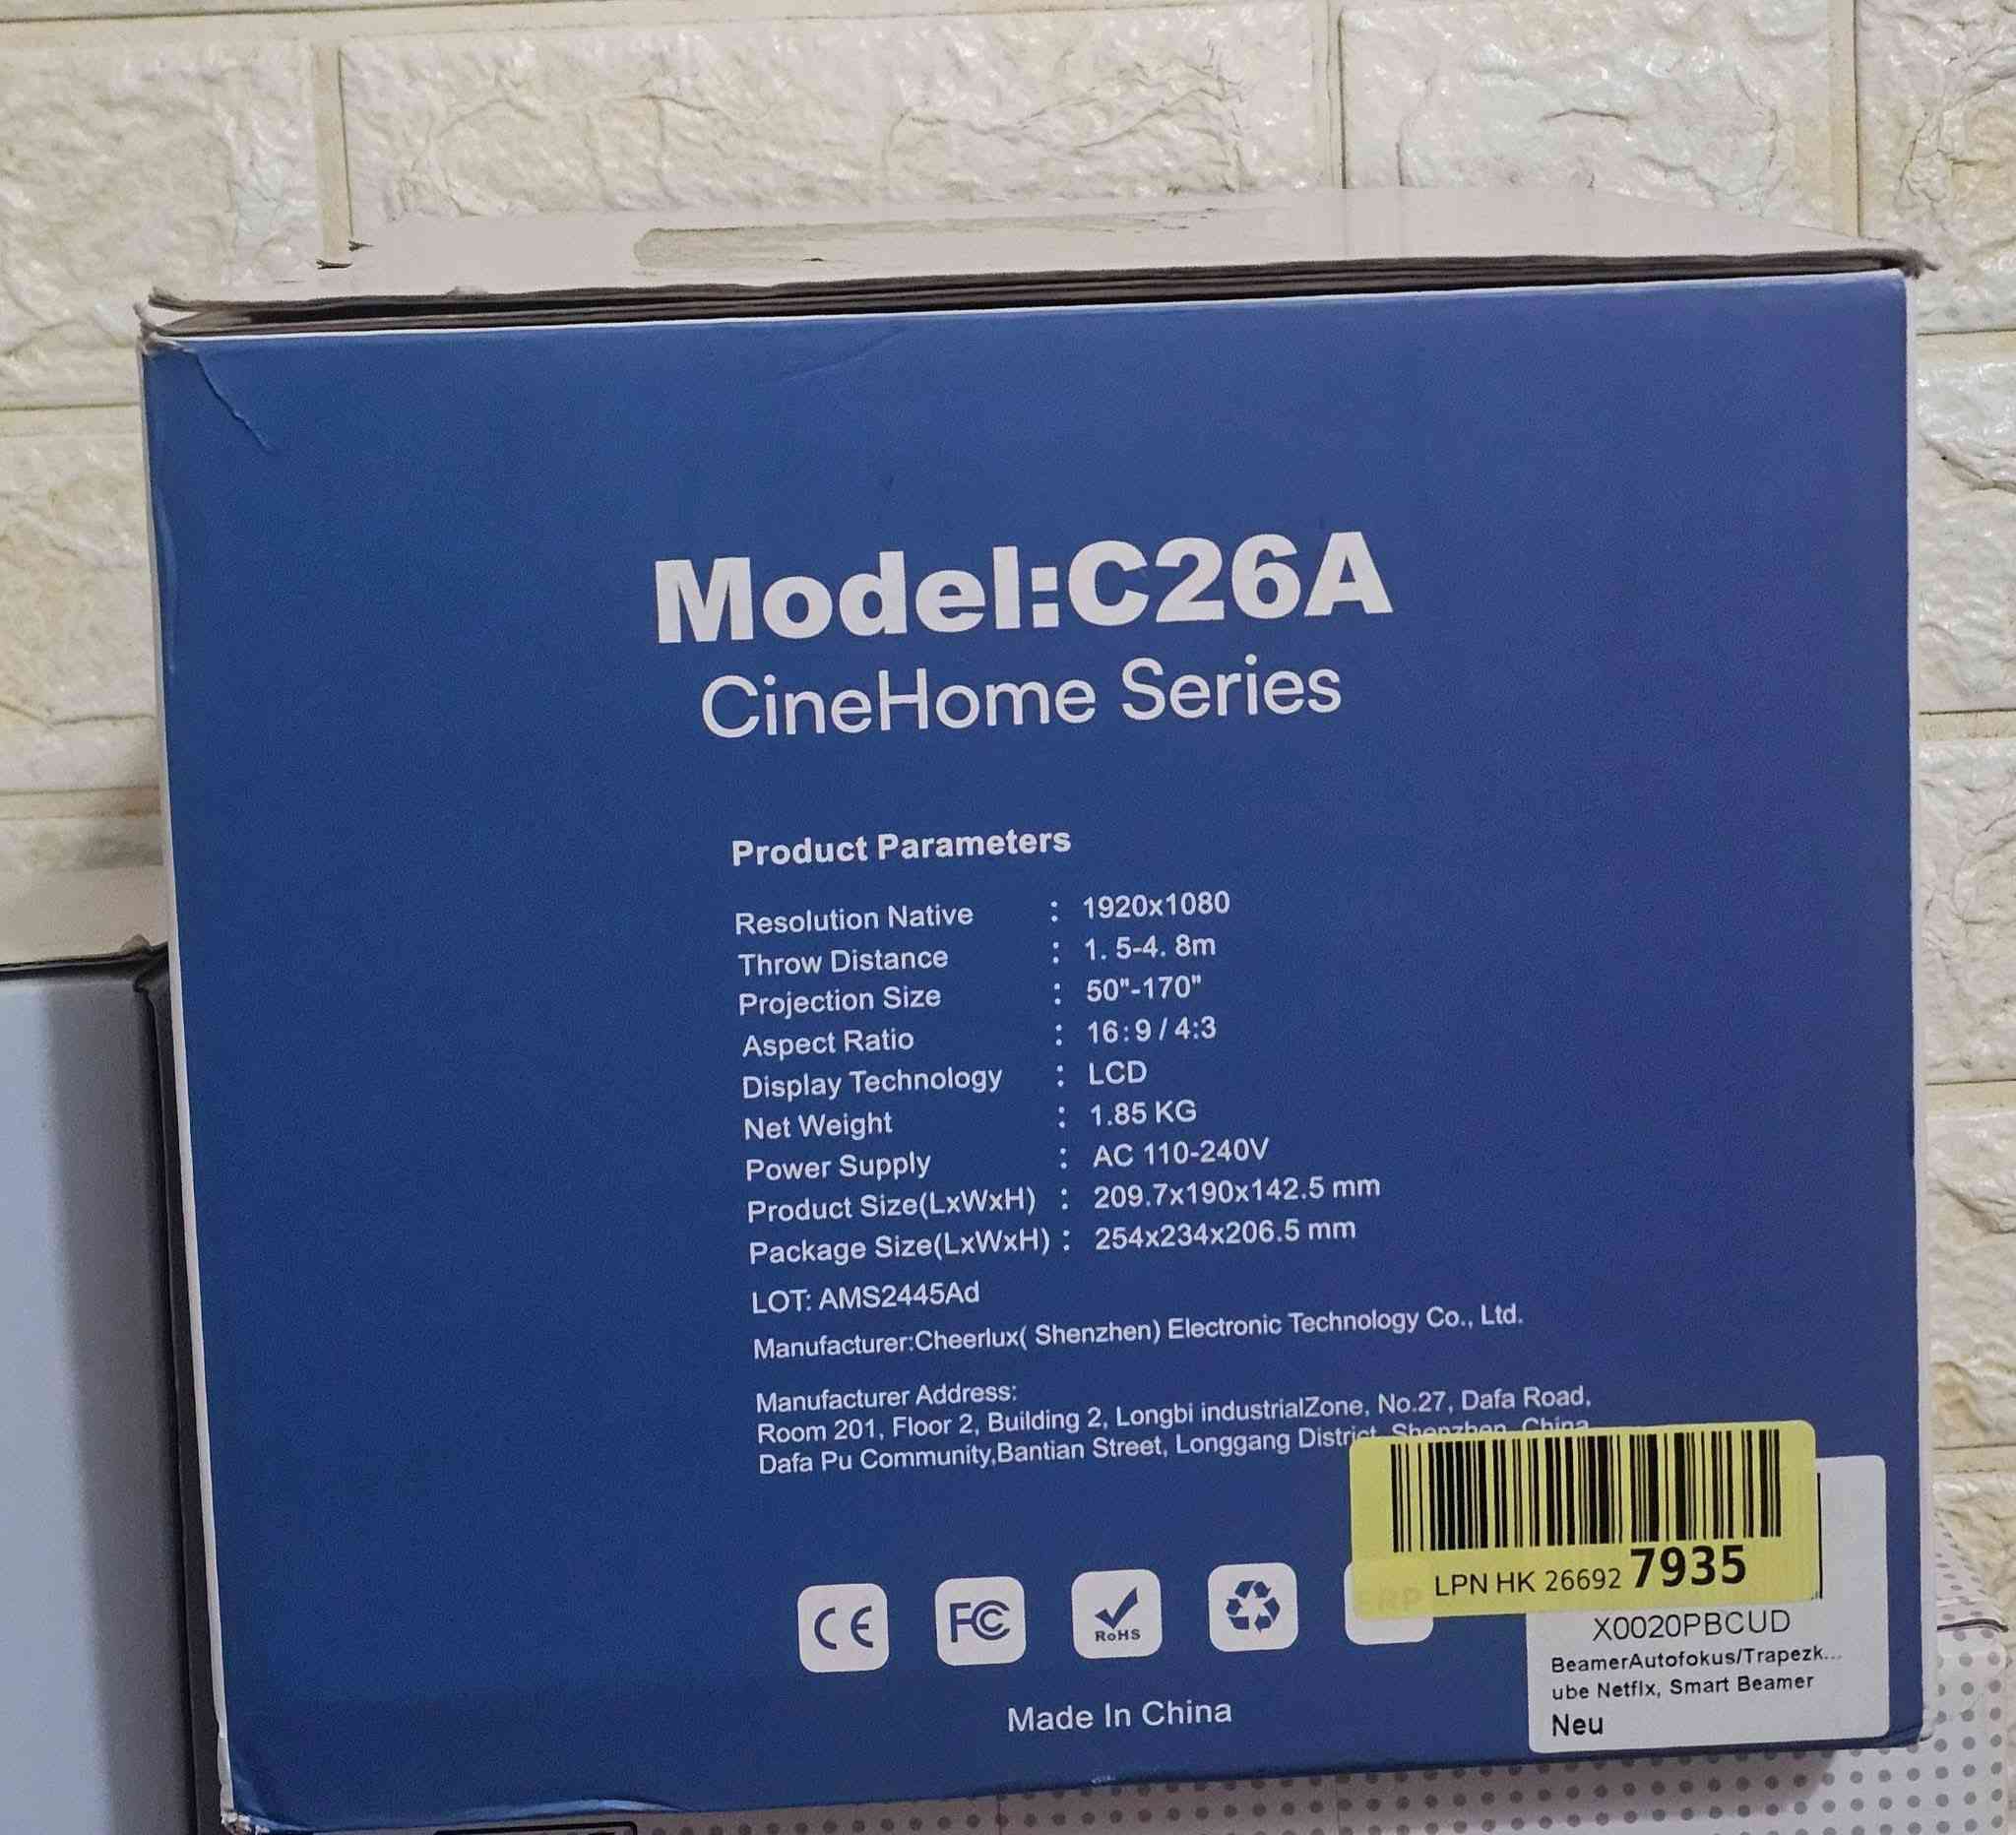 Model:C26A
CineHome Series
Product Parameters
Resolution Native : 1920x1080
Throw Distance : 1. 5-4. 8m
Projection Size : 50"-170"
Aspect Ratio : 16:9 / 4:3
Display Technology : LCD
Net Weight : 1.85 KG
Power Supply : AC 110-240V
Product Size(LxWxH) : 209.7x190x142.5 mm
Package Size(LxWxH) : 254x234x206.5 mm
LOT: AMS2445Ad
Manufacturer:Cheerlux( Shenzhen) Electronic Technology Co., Ltd.
Manufacturer Address:
Room 201, Floor 2, Building 2, Longbi industrialZone, No.27, Dafa Road,
Dafa Pu Community,Bantian Street, Longgang District, Shenzhen, China
CE FC RoHS ERP
LPN HK 26692 7935
X0020PBCUD
BeamerAutofokus/Trapezk...
ube Netflx, Smart Beamer
Neu
Made In China